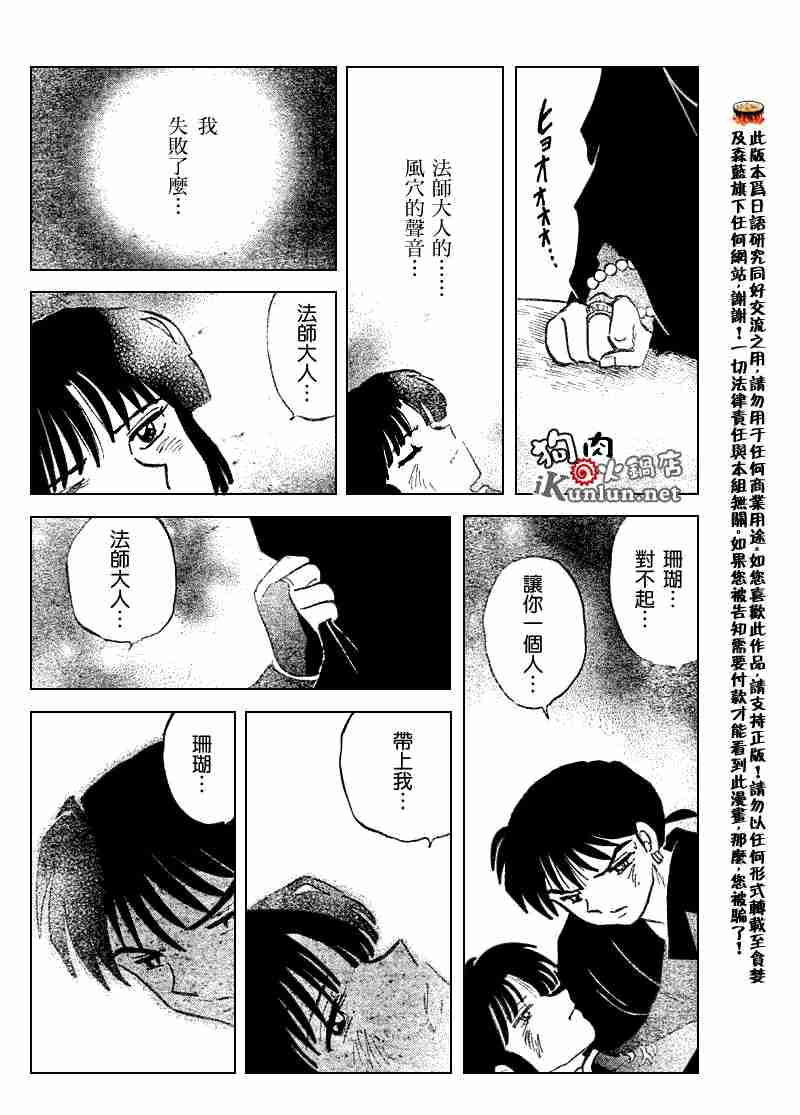 ヒョオオオオ…
法師大人的……
風穴的聲音…
我
失敗了麼…
法師大人…
珊瑚…
對不起…
讓你一個人…
法師大人…
帶上我…
珊瑚…
狗肉火鍋店
iKunlun.net
此版本爲日語研究同好交流之用，請勿用于任何商業用途。如您喜歡此作品，請支持正版！請勿以任何形式轉載至貪婪
及森藍旗下任何網站，謝謝！一切法律責任與本組無關。如果您被告知需要付款才能看到此漫畫，那麼，您被騙了！